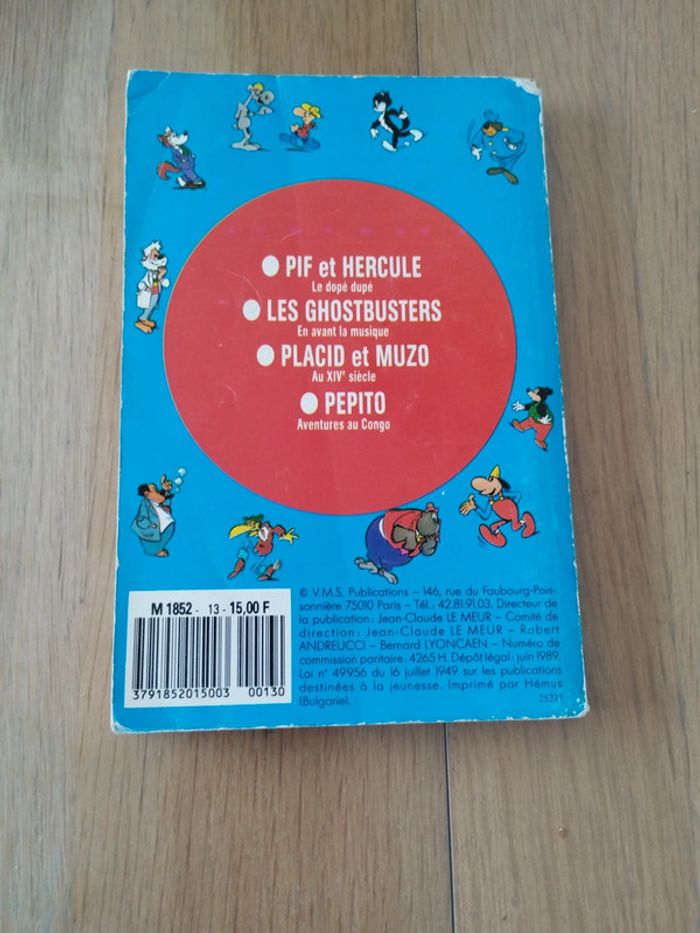 ● PIF et HERCULE
Le dopé dupé
● LES GHOSTBUSTERS
En avant la musique
● PLACID et MUZO
Au XIVe siècle
● PEPITO
Aventures au Congo
© V.M.S. Publications – 146, rue du Faubourg-Pois-
sonnière 75010 Paris – Tél. : 42.81.91.03. Directeur de
la publication : Jean-Claude LE MEUR – Comité de
direction : Jean-Claude LE MEUR – Robert
ANDREUCCI – Bernard LYONCAEN – Numéro de
commission paritaire : 4265 H. Dépôt légal : juin 1989.
Loi n° 49956 du 16 juillet 1949 sur les publications
destinées à la jeunesse. Imprimé par Hémus
(Bulgarie).
M 1852 - 13 - 15,00 F
3791852015003 00130